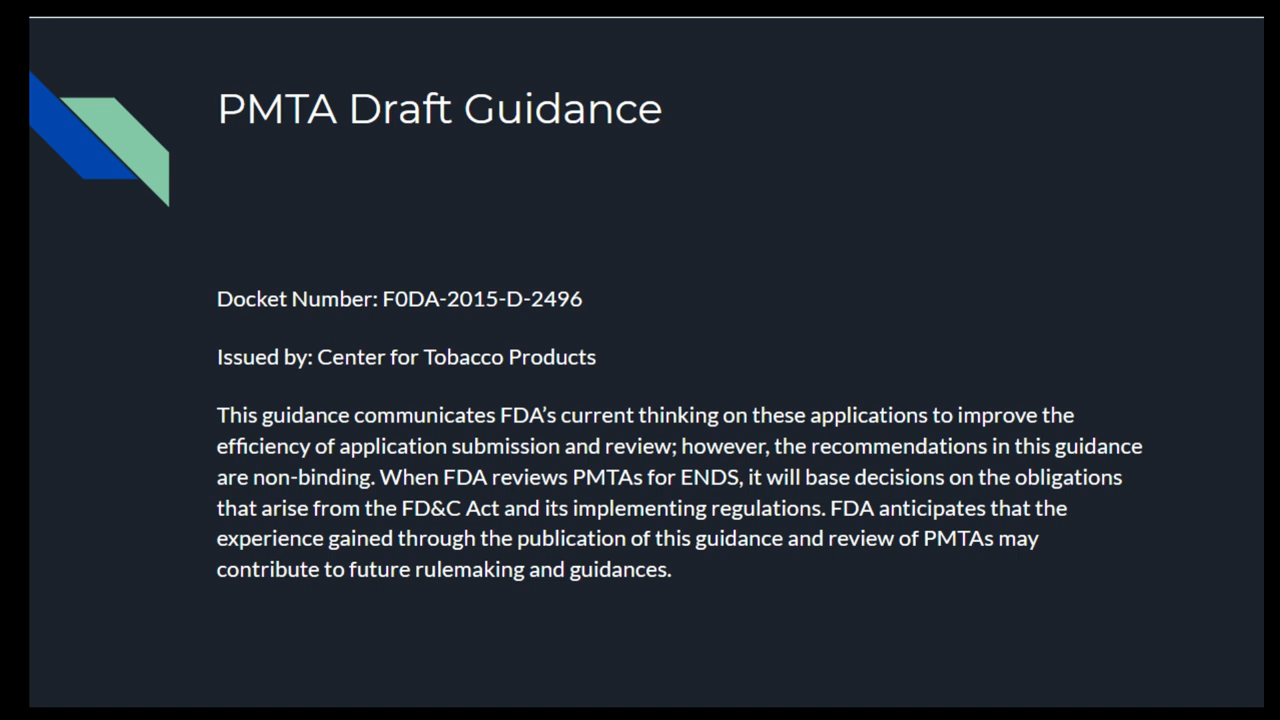 PMTA Draft Guidance
Docket Number: F0DA-2015-D-2496
Issued by: Center for Tobacco Products
This guidance communicates FDA’s current thinking on these applications to improve the
efficiency of application submission and review; however, the recommendations in this guidance
are non-binding. When FDA reviews PMTAs for ENDS, it will base decisions on the obligations
that arise from the FD&C Act and its implementing regulations. FDA anticipates that the
experience gained through the publication of this guidance and review of PMTAs may
contribute to future rulemaking and guidances.